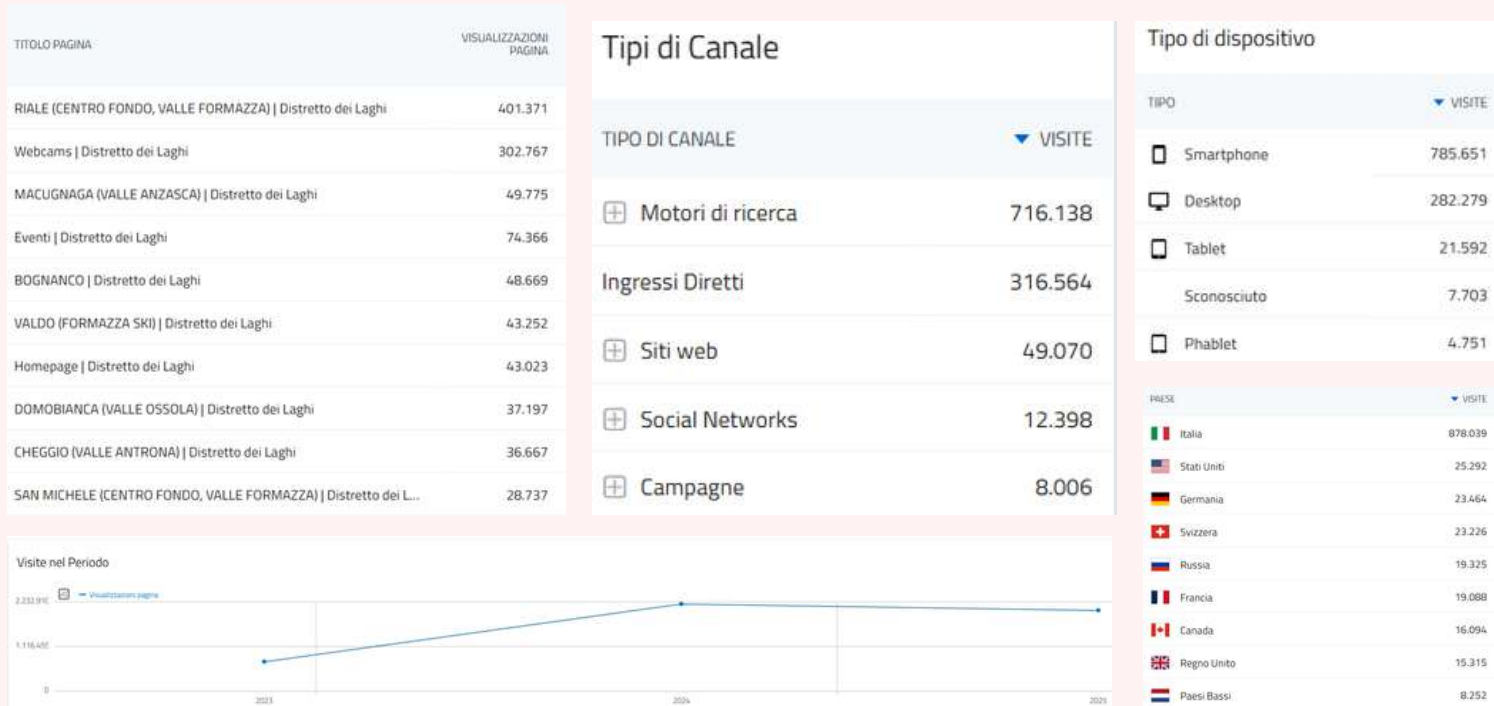 TITOLO PAGINA VISUALIZZAZIONI PAGINA
RIALE (CENTRO FONDO, VALLE FORMAZZA) | Distretto dei Laghi 401.371
Webcams | Distretto dei Laghi 302.767
MACUGNAGA (VALLE ANZASCA) | Distretto dei Laghi 49.775
Eventi | Distretto dei Laghi 74.366
BOGNANCO | Distretto dei Laghi 48.669
VALDO (FORMAZZA SKI) | Distretto dei Laghi 43.252
Homepage | Distretto dei Laghi 43.023
DOMOBIANCA (VALLE OSSOLA) | Distretto dei Laghi 37.197
CHEGGIO (VALLE ANTRONA) | Distretto dei Laghi 36.667
SAN MICHELE (CENTRO FONDO, VALLE FORMAZZA) | Distretto dei L... 28.737
Tipi di Canale
TIPO DI CANALE VISITE
Motori di ricerca 716.138
Ingressi Diretti 316.564
Siti web 49.070
Social Networks 12.398
Campagne 8.006
Tipo di dispositivo
TIPO VISITE
Smartphone 785.651
Desktop 282.279
Tablet 21.592
Sconosciuto 7.703
Phablet 4.751
PAESE VISITE
Italia 878.039
Stati Uniti 25.292
Germania 23.464
Svizzera 23.226
Russia 19.325
Francia 19.088
Canada 16.094
Regno Unito 15.315
Paesi Bassi 8.252
Visite nel Periodo
Visualizzazioni pagina
0
2023 2024 2025